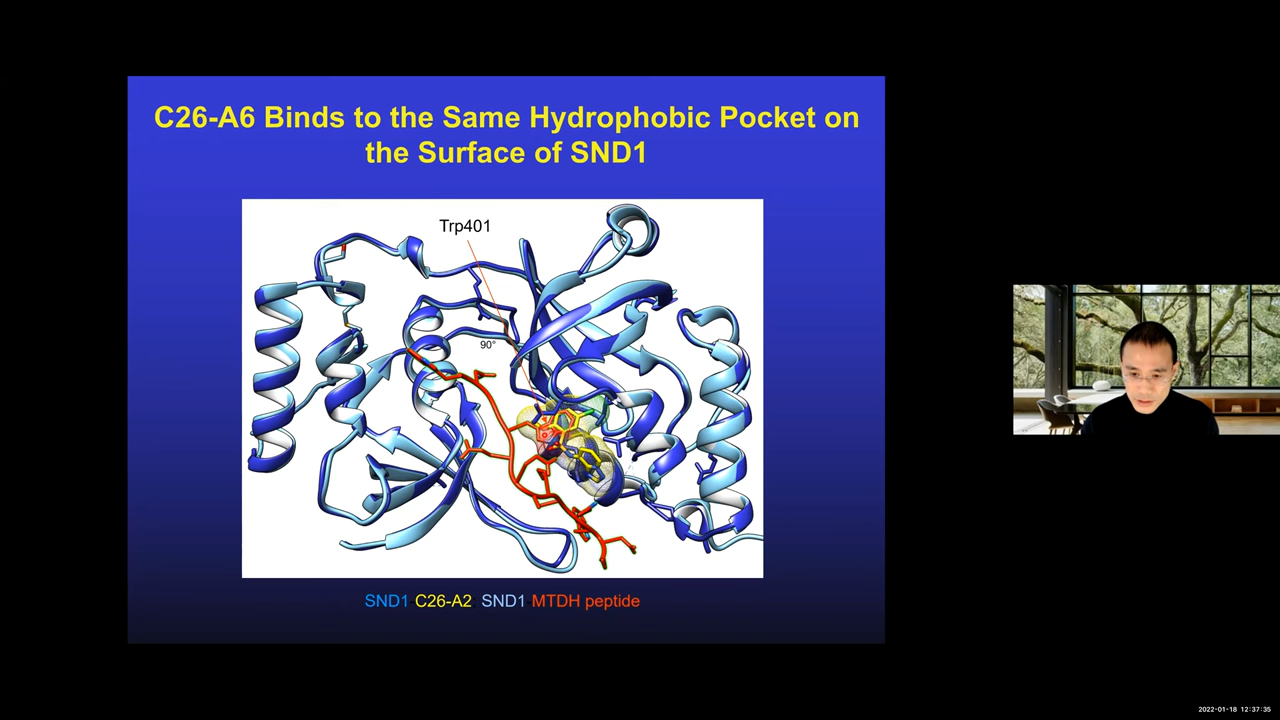 C26-A6 Binds to the Same Hydrophobic Pocket on
the Surface of SND1
Trp401
90°
SND1 C26-A2 SND1 MTDH peptide
2022-01-18 12:37:35